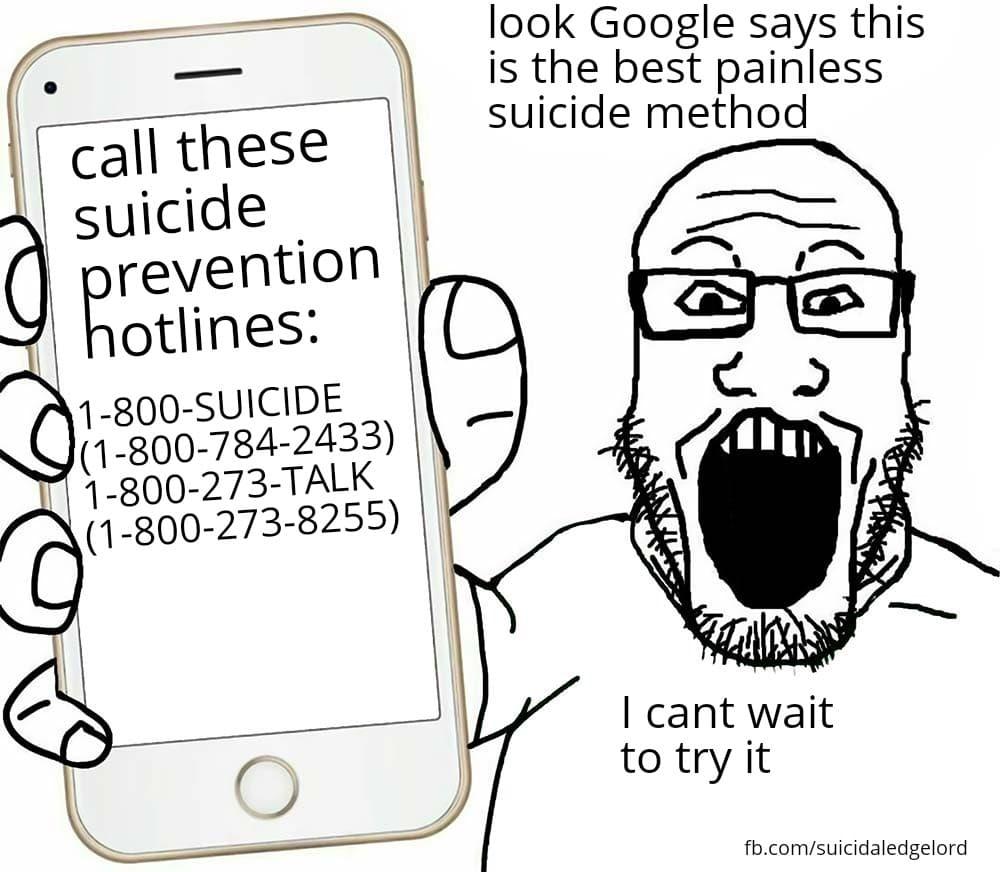 look Google says this
is the best painless
suicide method
call these
suicide
prevention
hotlines:
1-800-SUICIDE
(1-800-784-2433)
1-800-273-TALK
(1-800-273-8255)
I cant wait
to try it
fb.com/suicidaledgelord